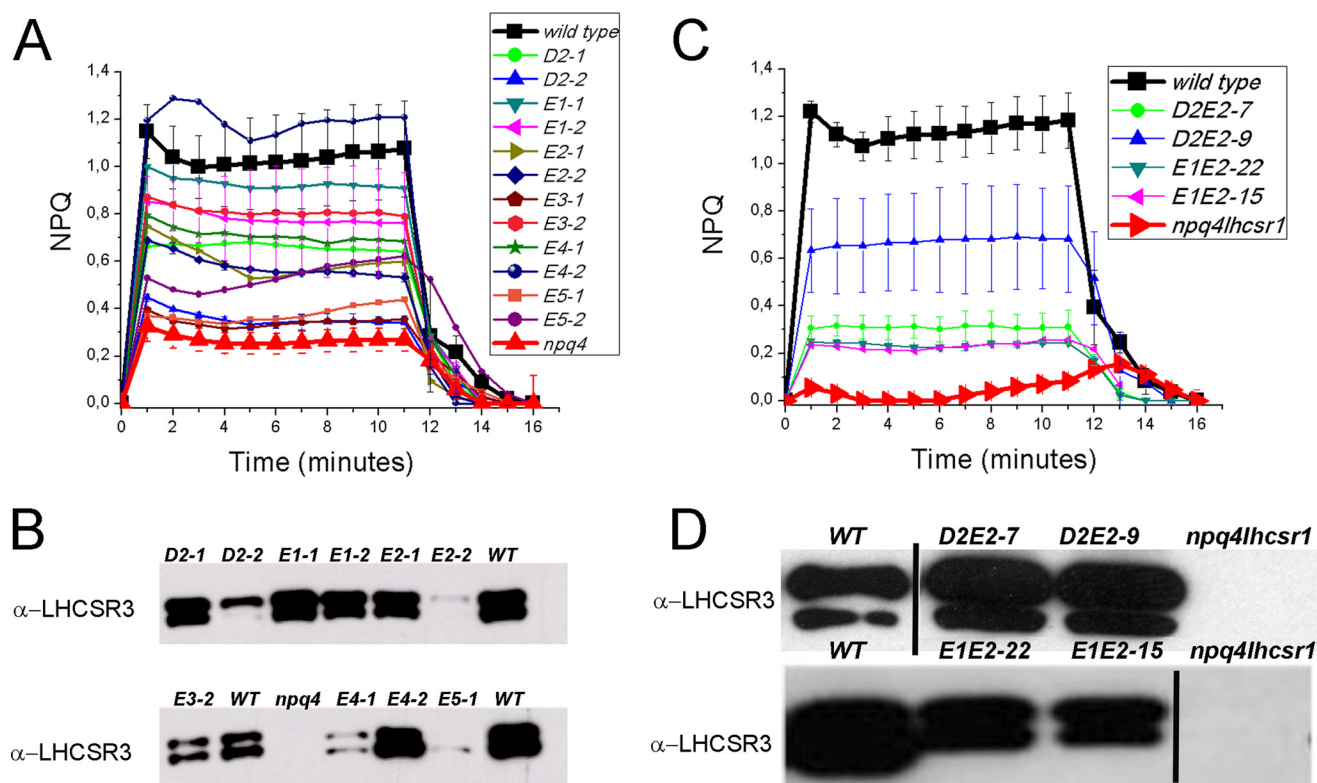 A
wild type
D2-1
D2-2
E1-1
E1-2
E2-1
E2-2
E3-1
E3-2
E4-1
E4-2
E5-1
E5-2
npq4
NPQ
1,4
1,2
1,0
0,8
0,6
0,4
0,2
0,0
0 2 4 6 8 10 12 14 16
Time (minutes)
C
wild type
D2E2-7
D2E2-9
E1E2-22
E1E2-15
npq4lhcsr1
NPQ
1,4
1,2
1,0
0,8
0,6
0,4
0,2
0,0
0 2 4 6 8 10 12 14 16
Time (minutes)
B
D2-1 D2-2 E1-1 E1-2 E2-1 E2-2 WT
α–LHCSR3
E3-2 WT npq4 E4-1 E4-2 E5-1 WT
α–LHCSR3
D
WT D2E2-7 D2E2-9 npq4lhcsr1
α–LHCSR3
WT E1E2-22 E1E2-15 npq4lhcsr1
α–LHCSR3